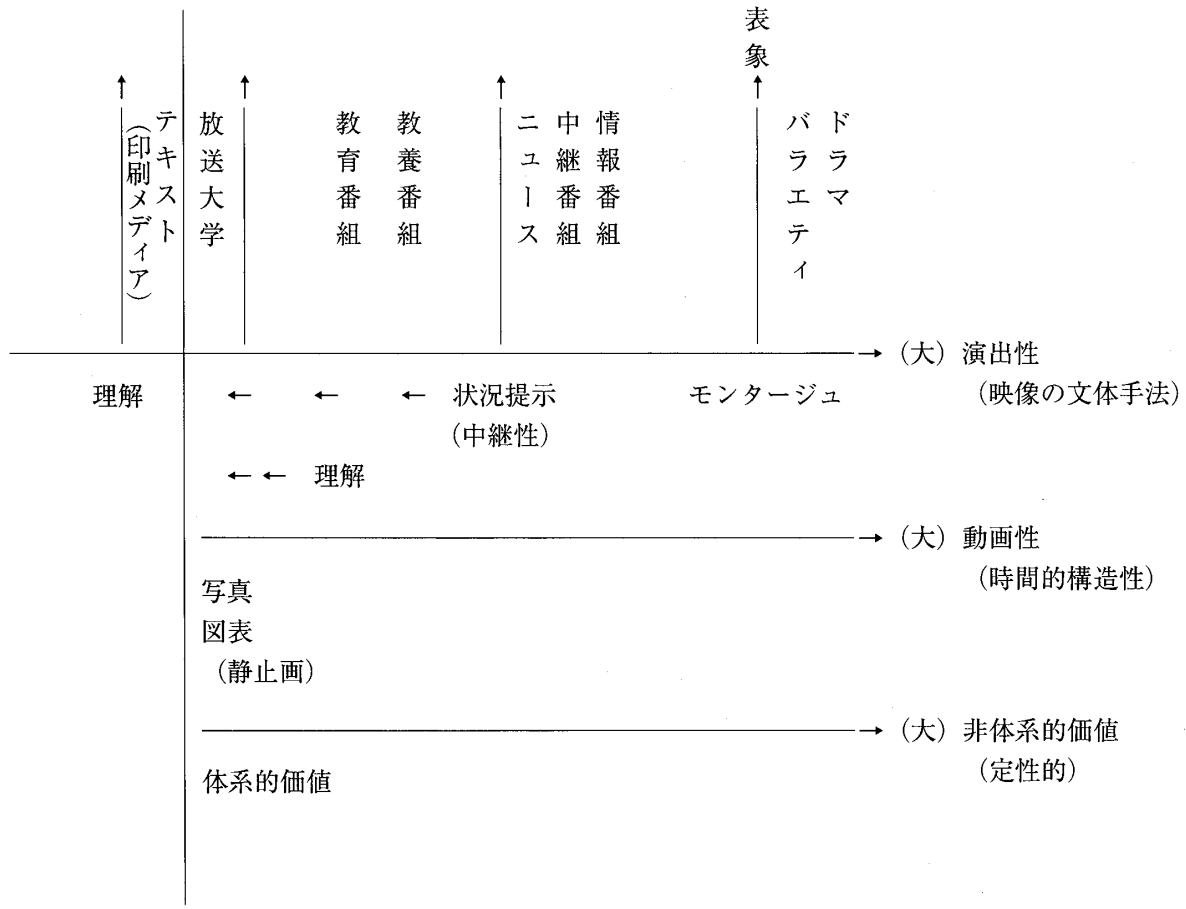 表象
テキスト
（印刷メディア）
放送大学
教育番組
教養番組
ニュース
中継番組
情報番組
バラエティ
ドラマ
（大）演出性
（映像の文体手法）
理解
← ← ← 状況提示
（中継性）
モンタージュ
← ← 理解
（大）動画性
（時間的構造性）
写真
図表
（静止画）
（大）非体系的価値
（定性的）
体系的価値